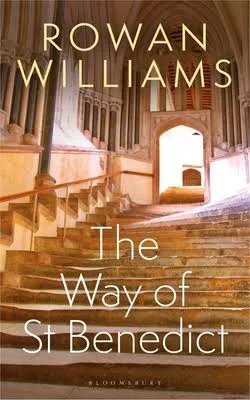 ROWAN
WILLIAMS
The
Way of
St Benedict
BLOOMSBURY